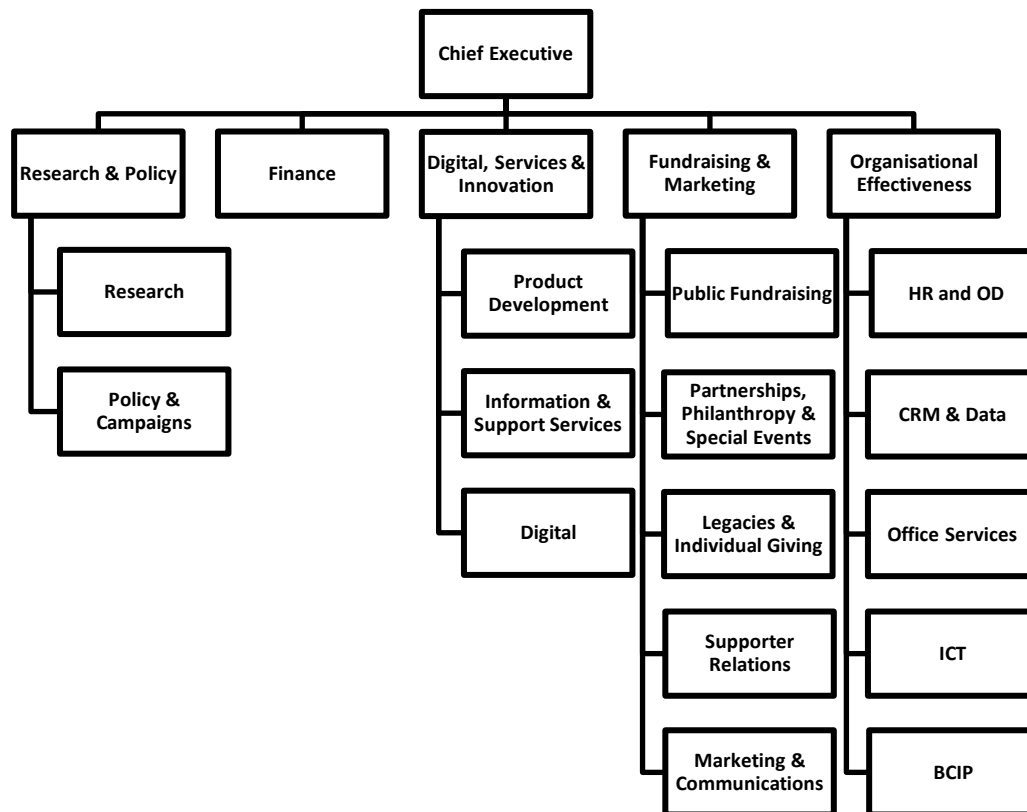 Chief Executive
Research & Policy
Finance
Digital, Services &
Innovation
Fundraising &
Marketing
Organisational
Effectiveness
Research
Policy &
Campaigns
Product
Development
Information &
Support Services
Digital
Public Fundraising
Partnerships,
Philanthropy &
Special Events
Legacies &
Individual Giving
Supporter
Relations
Marketing &
Communications
HR and OD
CRM & Data
Office Services
ICT
BCIP